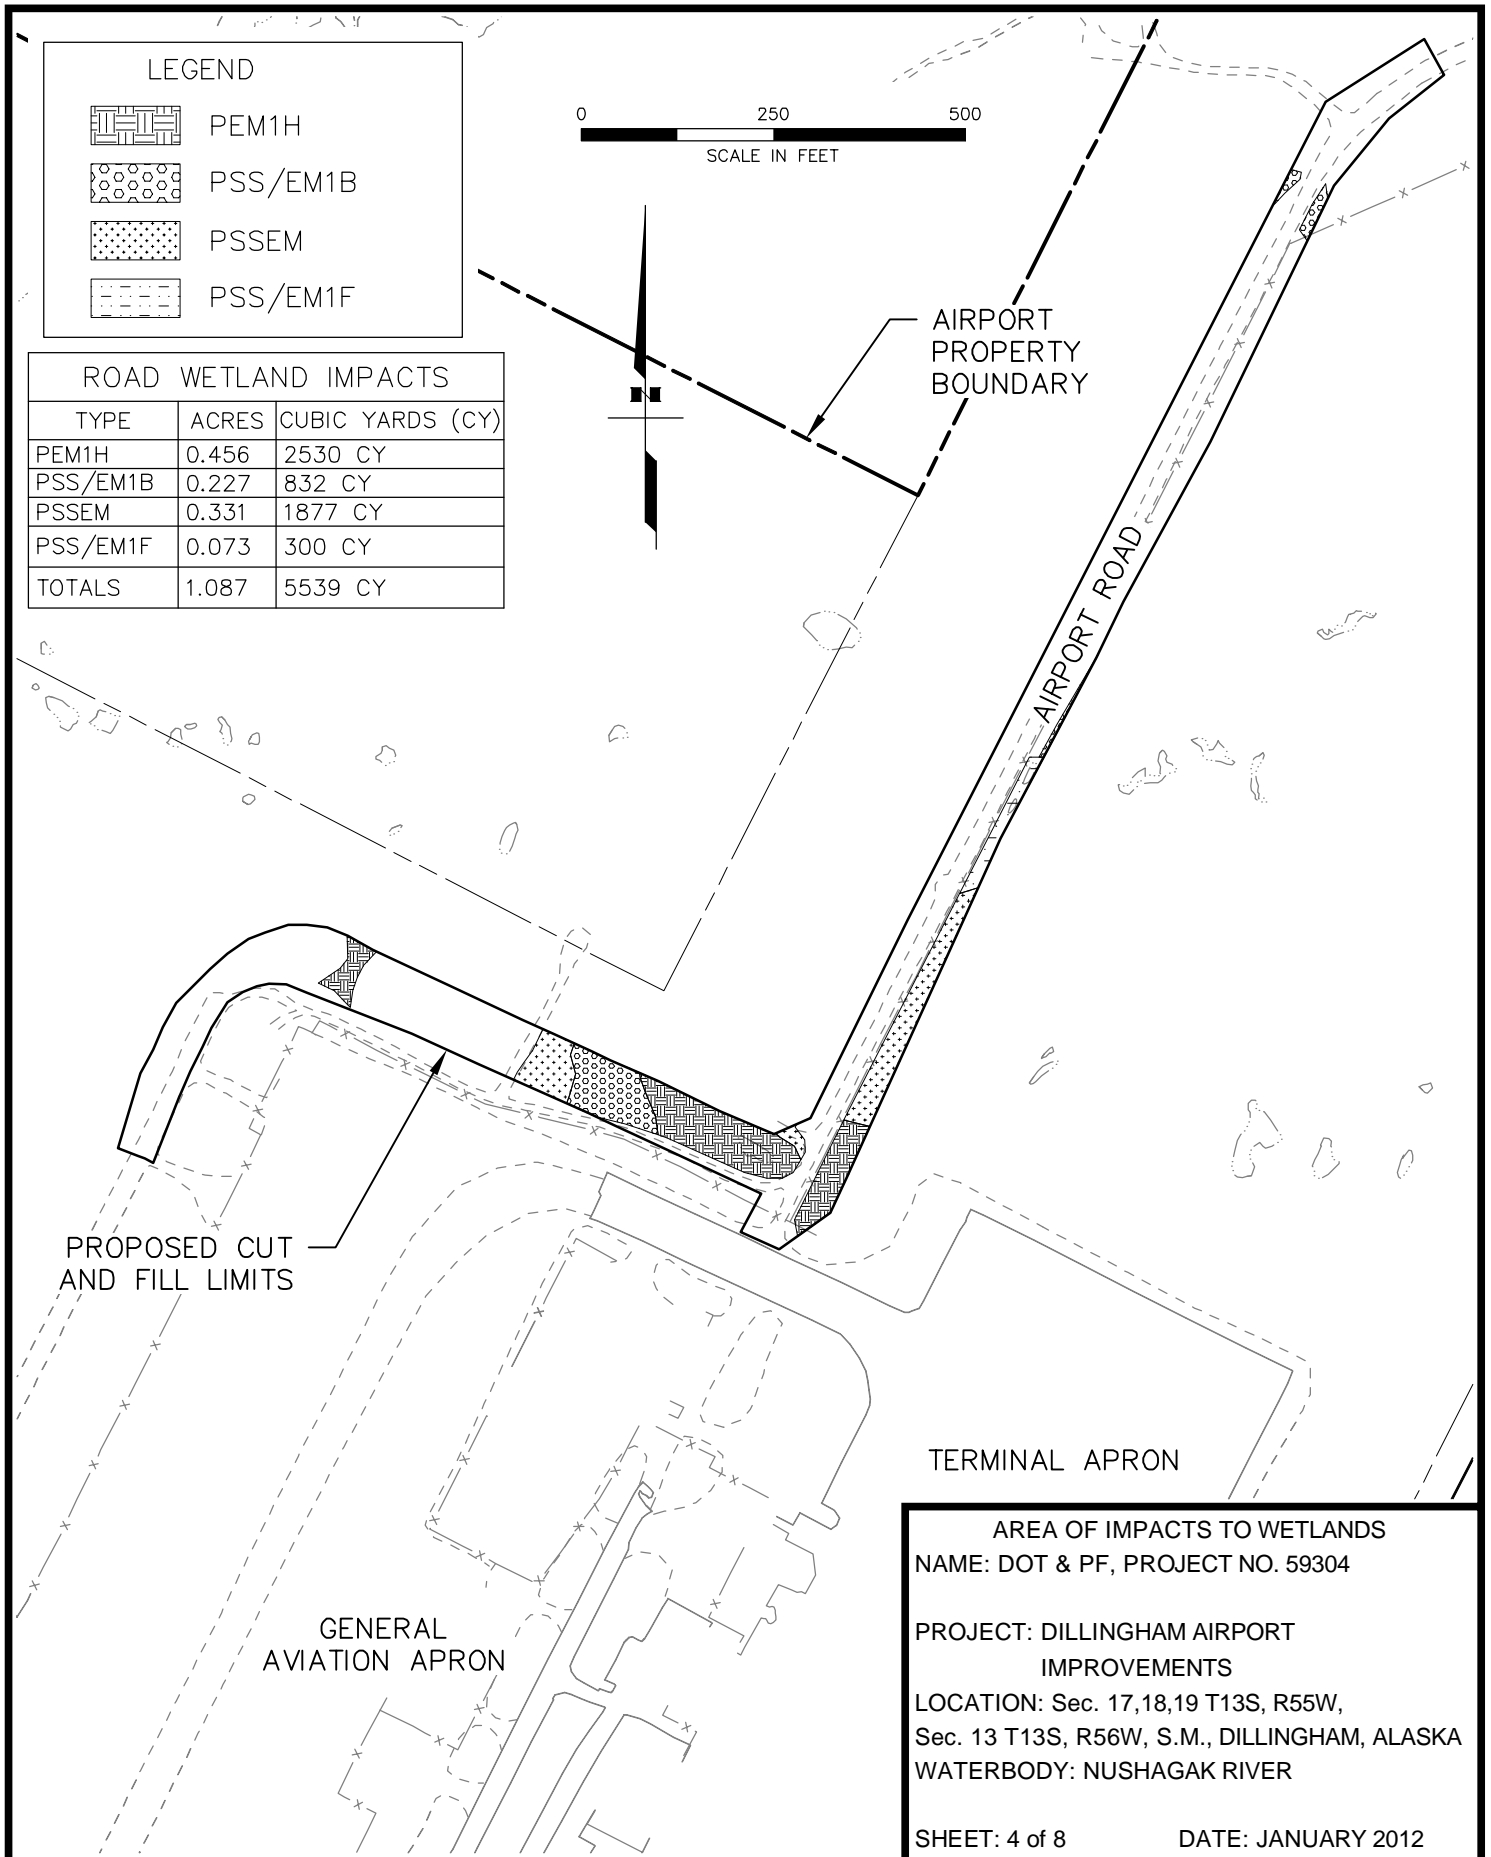 LEGEND
PEM1H
PSS/EM1B
PSSEM
PSS/EM1F
0 250 500
SCALE IN FEET
N
AIRPORT
PROPERTY
BOUNDARY
ROAD WETLAND IMPACTS
TYPE ACRES CUBIC YARDS (CY)
PEM1H 0.456 2530 CY
PSS/EM1B 0.227 832 CY
PSSEM 0.331 1877 CY
PSS/EM1F 0.073 300 CY
TOTALS 1.087 5539 CY
AIRPORT ROAD
PROPOSED CUT
AND FILL LIMITS
TERMINAL APRON
GENERAL
AVIATION APRON
AREA OF IMPACTS TO WETLANDS
NAME: DOT & PF, PROJECT NO. 59304
PROJECT: DILLINGHAM AIRPORT
IMPROVEMENTS
LOCATION: Sec. 17,18,19 T13S, R55W,
Sec. 13 T13S, R56W, S.M., DILLINGHAM, ALASKA
WATERBODY: NUSHAGAK RIVER
SHEET: 4 of 8 DATE: JANUARY 2012